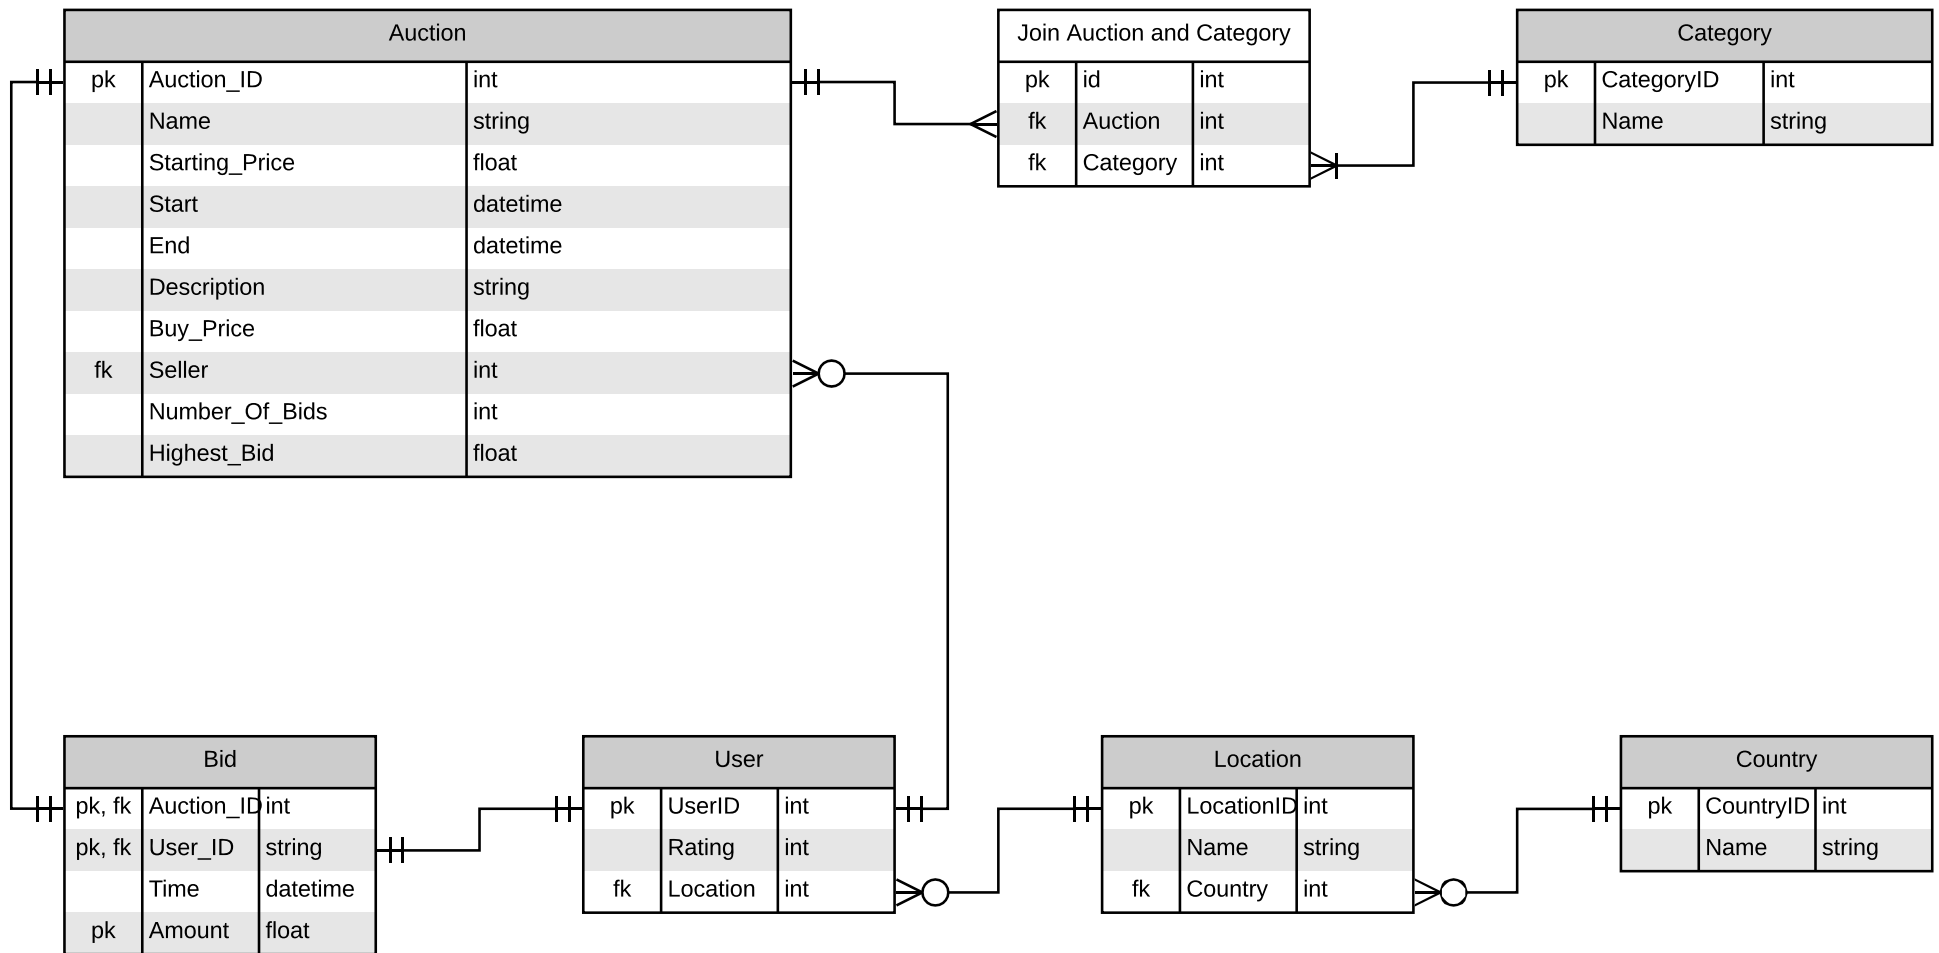 Auction
pk Auction_ID int
Name string
Starting_Price float
Start datetime
End datetime
Description string
Buy_Price float
fk Seller int
Number_Of_Bids int
Highest_Bid float
Join Auction and Category
pk id int
fk Auction int
fk Category int
Category
pk CategoryID int
Name string
Bid
pk, fk Auction_ID int
pk, fk User_ID string
Time datetime
pk Amount float
User
pk UserID int
Rating int
fk Location int
Location
pk LocationID int
Name string
fk Country int
Country
pk CountryID int
Name string